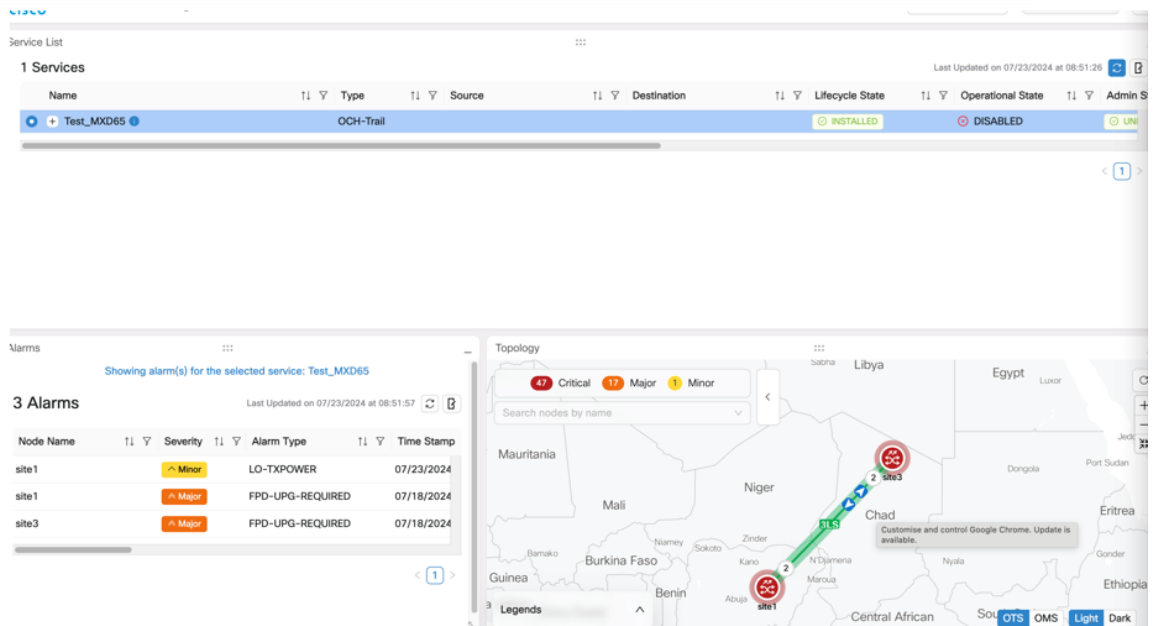 Service List
1 Services
Last Updated on 07/23/2024 at 08:51:26
Name Type Source Destination Lifecycle State Operational State Admin S
Test_MXD65 OCH-Trail INSTALLED DISABLED UN
1
Alarms
Showing alarm(s) for the selected service: Test_MXD65
3 Alarms
Last Updated on 07/23/2024 at 08:51:57
Node Name Severity Alarm Type Time Stamp
site1 Minor LO-TXPOWER 07/23/2024
site1 Major FPD-UPG-REQUIRED 07/18/2024
site3 Major FPD-UPG-REQUIRED 07/18/2024
1
Topology
47 Critical 17 Major 1 Minor
Search nodes by name
Sabha Libya
Egypt Luxor
Mauritania
Port Sudan
Dongola
2 site3
Niger
Mali
Chad
Eritrea
3LS
Customise and control Google Chrome. Update is
available.
Niamey Sokoto Zinder
Bamako Burkina Faso Kano N'Djamena Nyala Gonder
2
Guinea Benin Maroua Ethiopia
Abuja site1
Legends
Central African
OTS OMS Light Dark